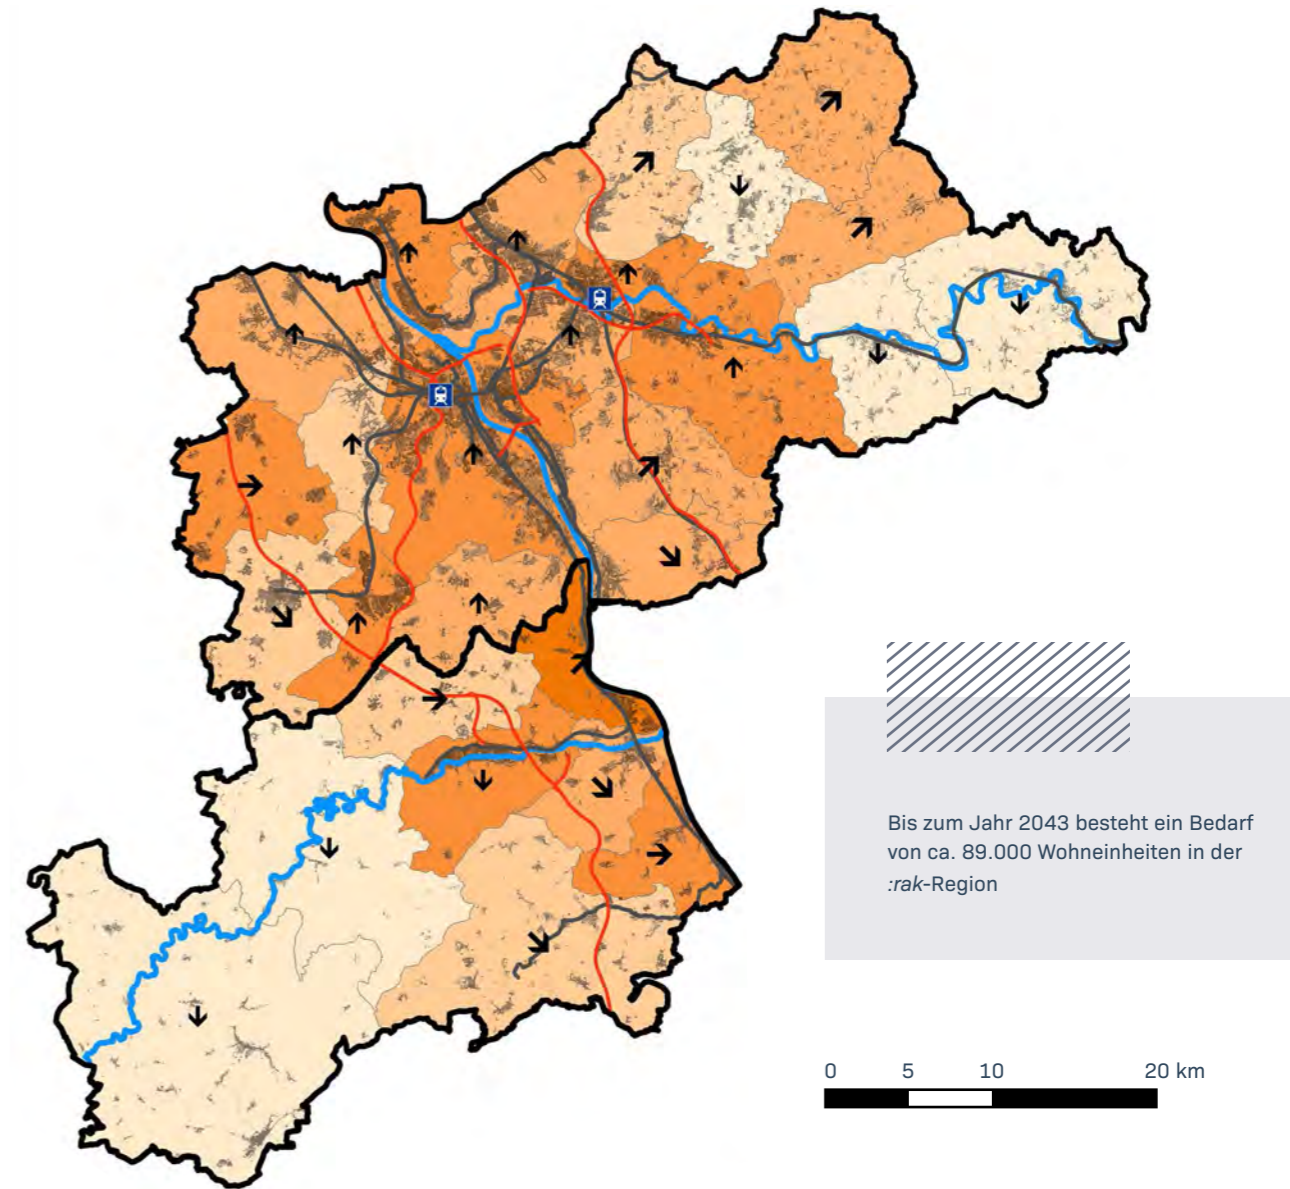 Bis zum Jahr 2043 besteht ein Bedarf
von ca. 89.000 Wohneinheiten in der
:rak-Region
0 5 10 20 km